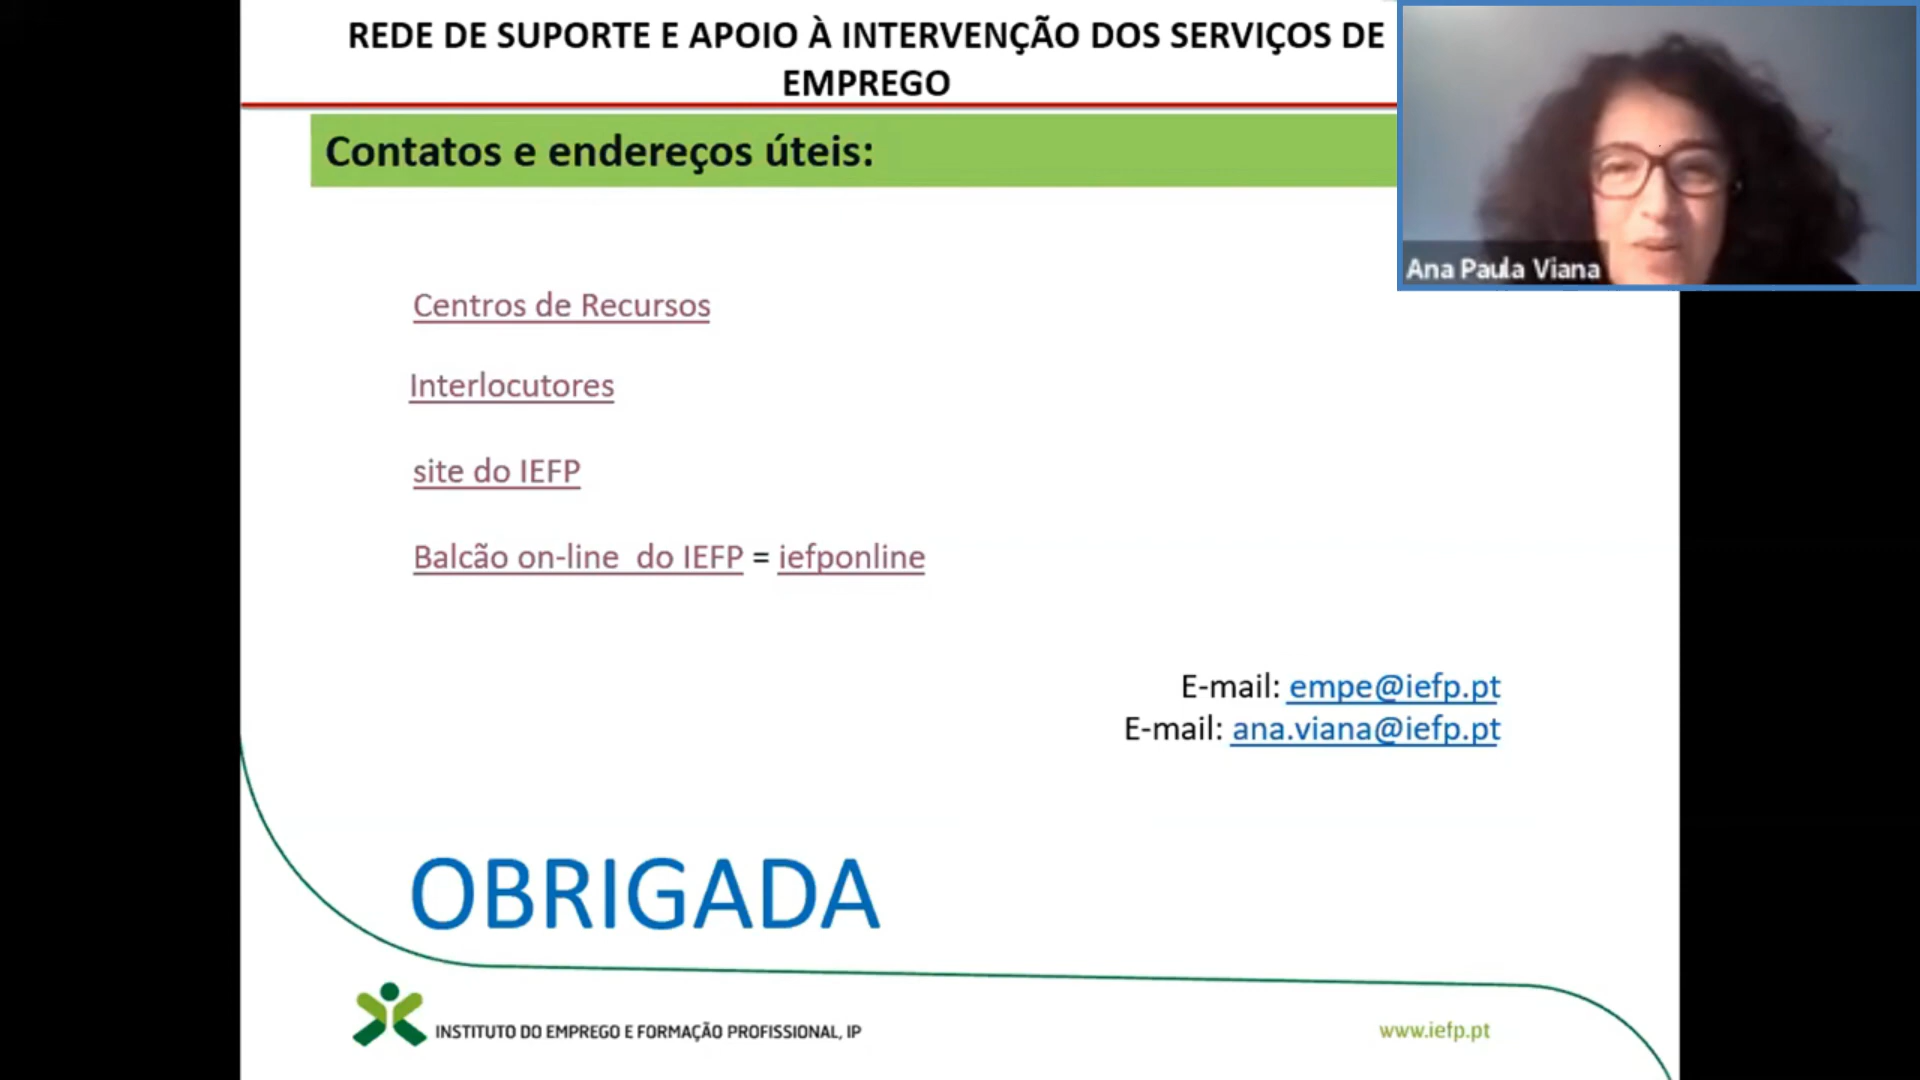 REDE DE SUPORTE E APOIO À INTERVENÇÃO DOS SERVIÇOS DE
EMPREGO
Contatos e endereços úteis:
Ana Paula Viana
Centros de Recursos
Interlocutores
site do IEFP
Balcão on-line  do IEFP = iefponline
E-mail: empe@iefp.pt
E-mail: ana.viana@iefp.pt
OBRIGADA
INSTITUTO DO EMPREGO E FORMAÇÃO PROFISSIONAL, IP
www.iefp.pt